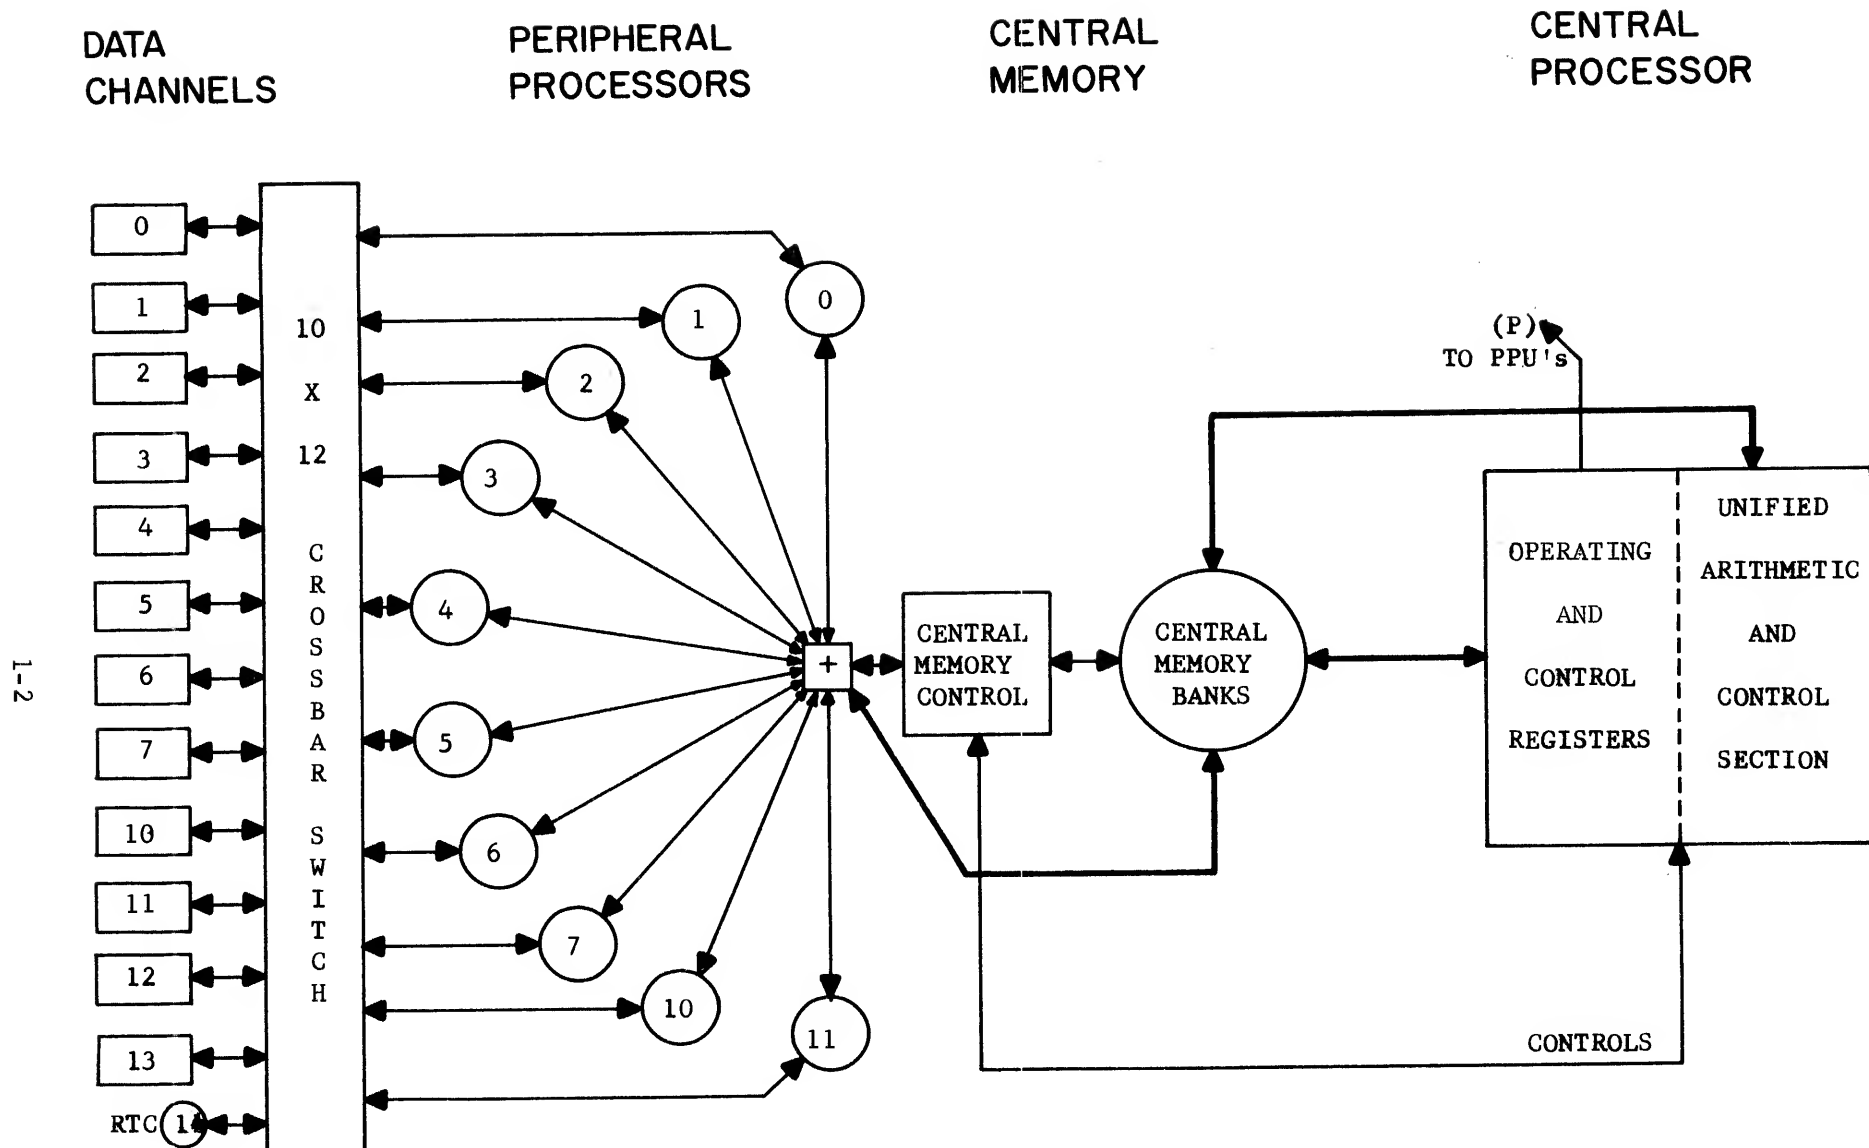 DATA
CHANNELS
PERIPHERAL
PROCESSORS
CENTRAL
MEMORY
CENTRAL
PROCESSOR
0
1
2
3
4
5
6
7
10
11
12
13
RTC
10
X
12
CROSSBAR
SWITCH
0
1
2
3
4
5
6
7
10
11
+
CENTRAL
MEMORY
CONTROL
CENTRAL
MEMORY
BANKS
(P)
TO PPU's
OPERATING
AND
CONTROL
REGISTERS
UNIFIED
ARITHMETIC
AND
CONTROL
SECTION
CONTROLS
1-2